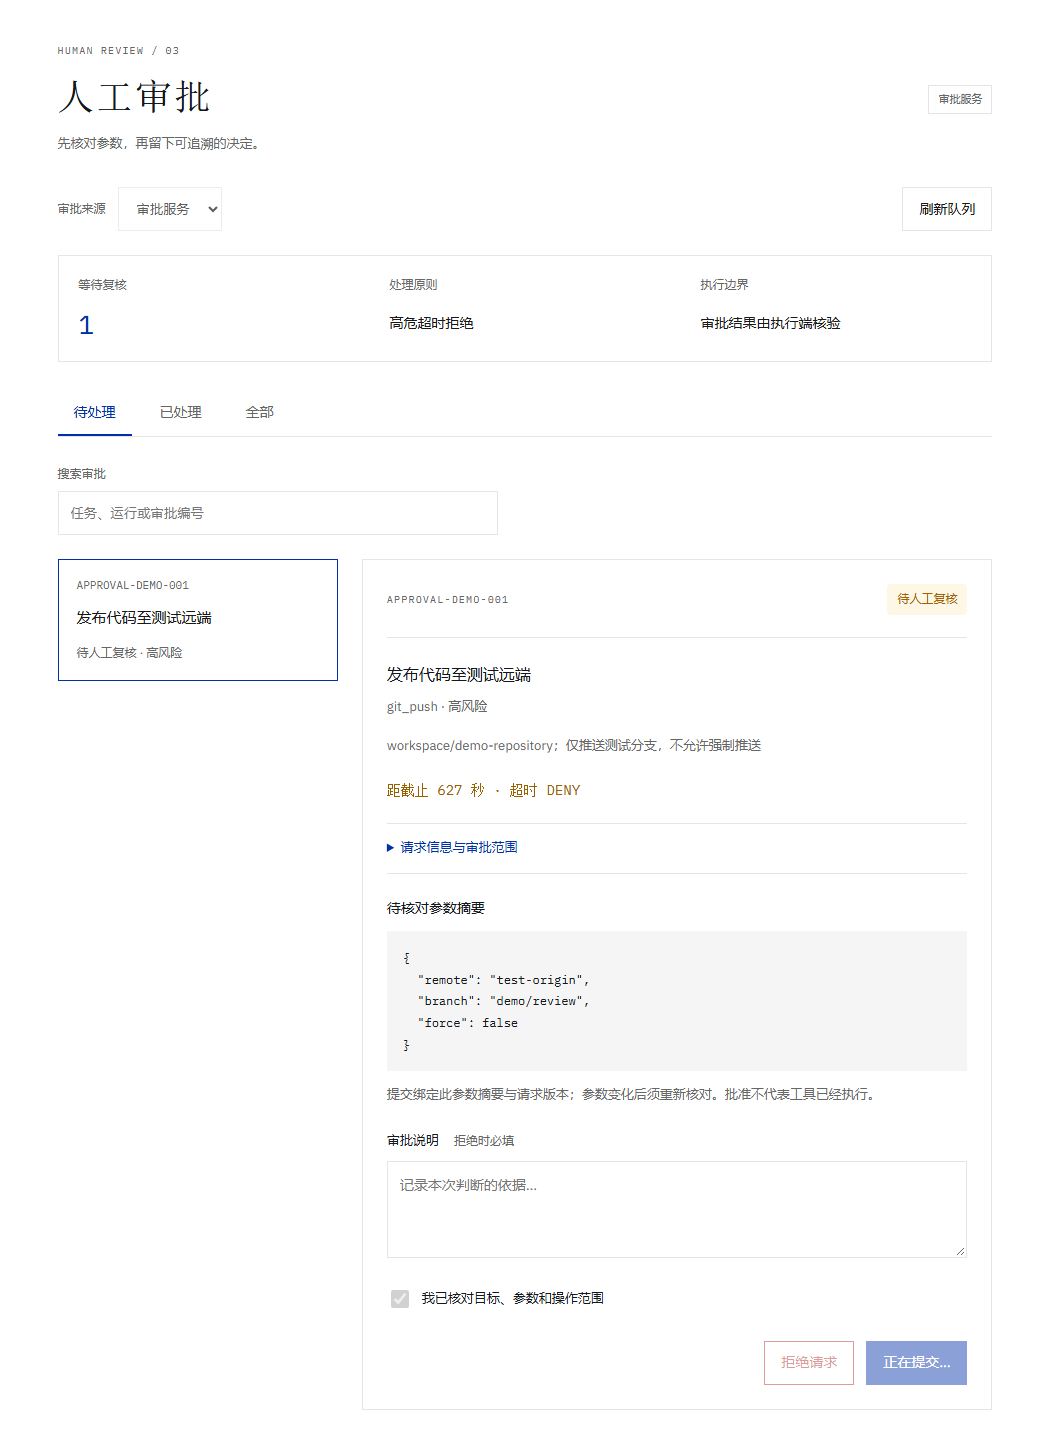 HUMAN REVIEW / 03
人工审批
审批服务
先核对参数，再留下可追溯的决定。
审批来源 审批服务
刷新队列
等待复核 处理原则 执行边界
1 高危超时拒绝 审批结果由执行端核验
待处理 已处理 全部
搜索审批
任务、运行或审批编号
APPROVAL-DEMO-001
发布代码至测试远端
待人工复核 · 高风险
APPROVAL-DEMO-001 待人工复核
发布代码至测试远端
git_push · 高风险
workspace/demo-repository；仅推送测试分支，不允许强制推送
距截止 627 秒 · 超时 DENY
请求信息与审批范围
待核对参数摘要
{
"remote": "test-origin",
"branch": "demo/review",
"force": false
}
提交绑定此参数摘要与请求版本；参数变化后须重新核对。批准不代表工具已经执行。
审批说明 拒绝时必填
记录本次判断的依据...
我已核对目标、参数和操作范围
拒绝请求 正在提交...